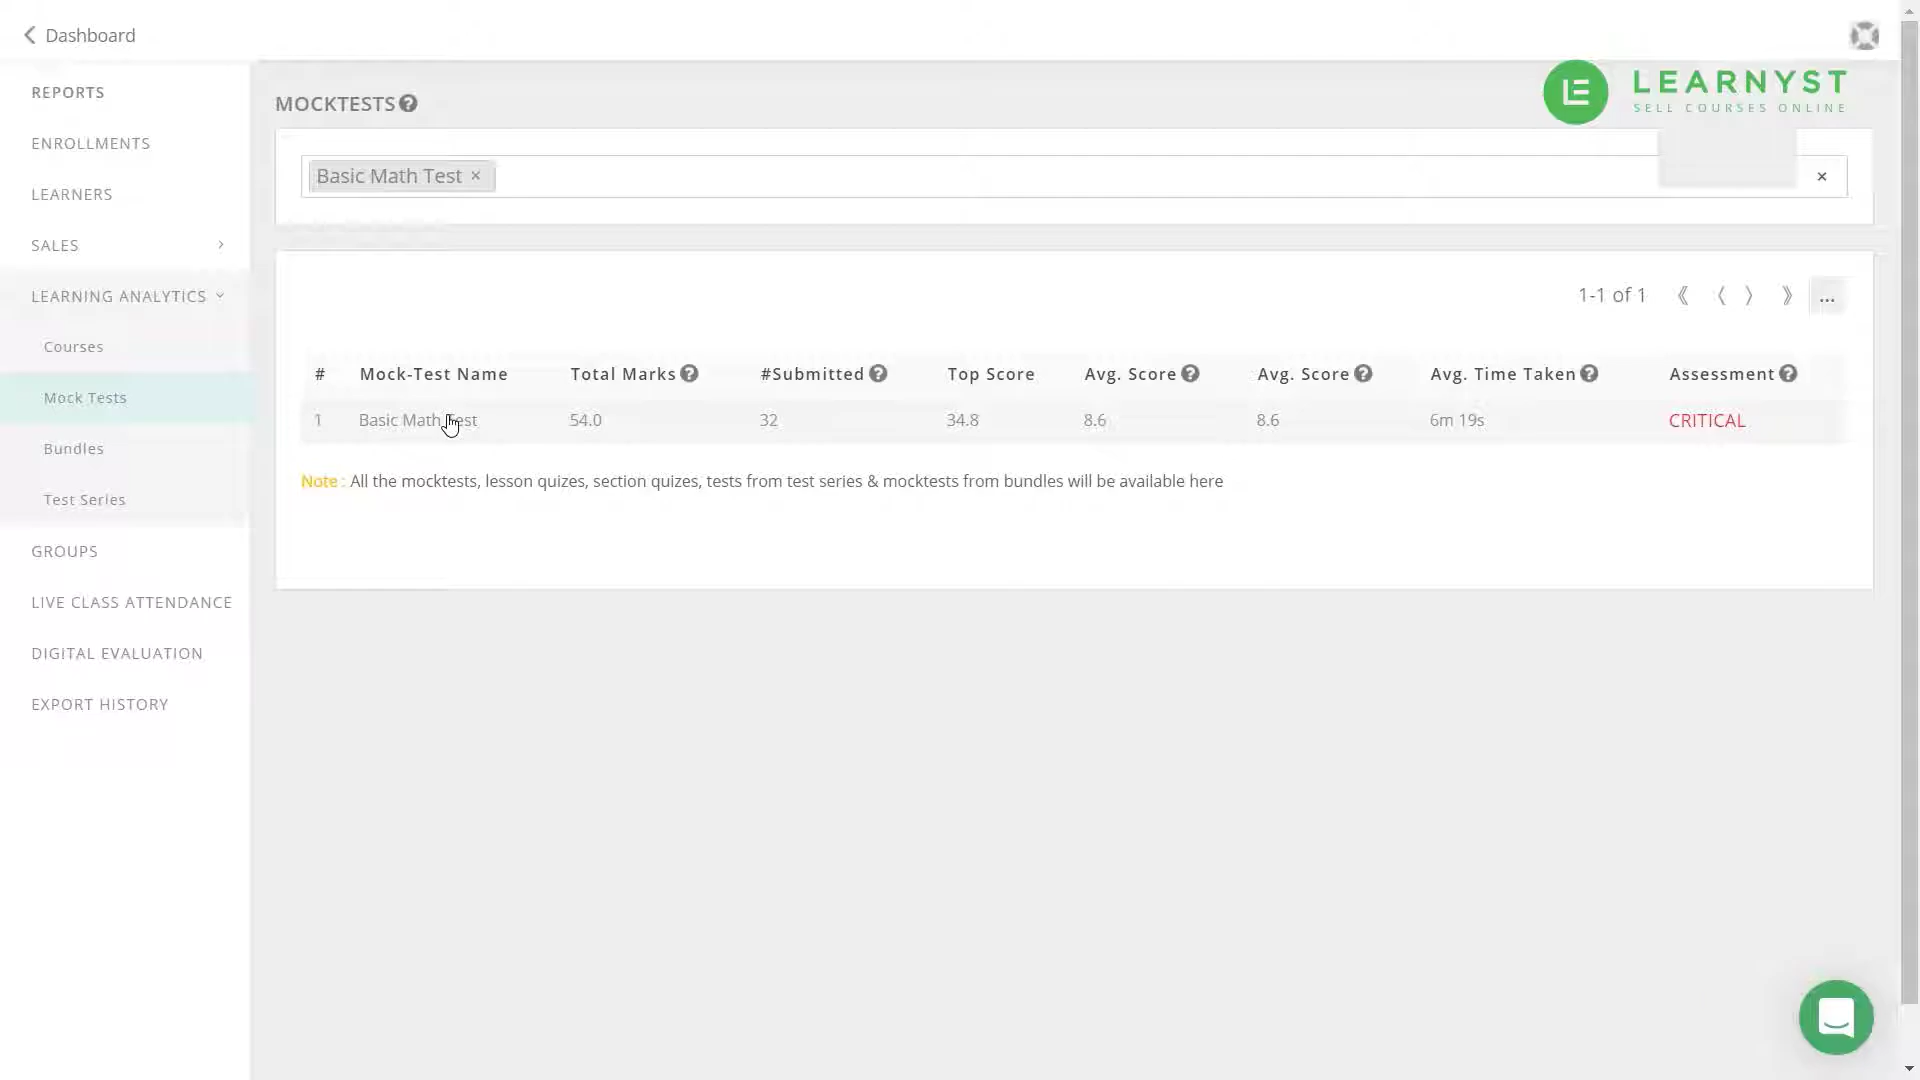 Dashboard
REPORTS
ENROLLMENTS
LEARNERS
SALES
LEARNING ANALYTICS
Courses
Mock Tests
Bundles
Test Series
GROUPS
LIVE CLASS ATTENDANCE
DIGITAL EVALUATION
EXPORT HISTORY
MOCKTESTS
LEARNYST
SELL COURSES ONLINE
Basic Math Test ×
×
1-1 of 1 《 〈 〉 》 ...
# Mock-Test Name Total Marks #Submitted Top Score Avg. Score Avg. Score Avg. Time Taken Assessment
1 Basic Math Test 54.0 32 34.8 8.6 8.6 6m 19s CRITICAL
Note : All the mocktests, lesson quizes, section quizes, tests from test series & mocktests from bundles will be available here